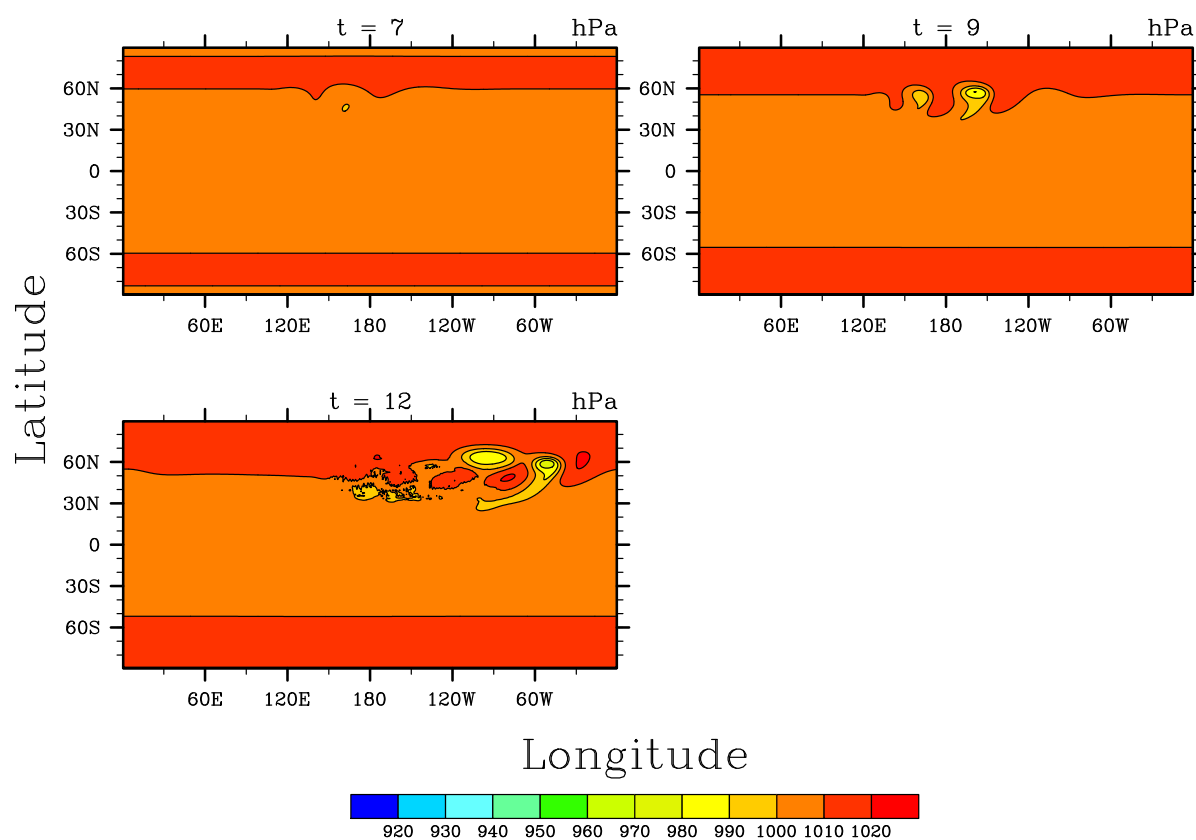 t = 7 hPa
60N
30N
0
30S
60S
60E 120E 180 120W 60W
t = 9 hPa
60N
30N
0
30S
60S
60E 120E 180 120W 60W
Latitude
t = 12 hPa
60N
30N
0
30S
60S
60E 120E 180 120W 60W
Longitude
920 930 940 950 960 970 980 990 1000 1010 1020